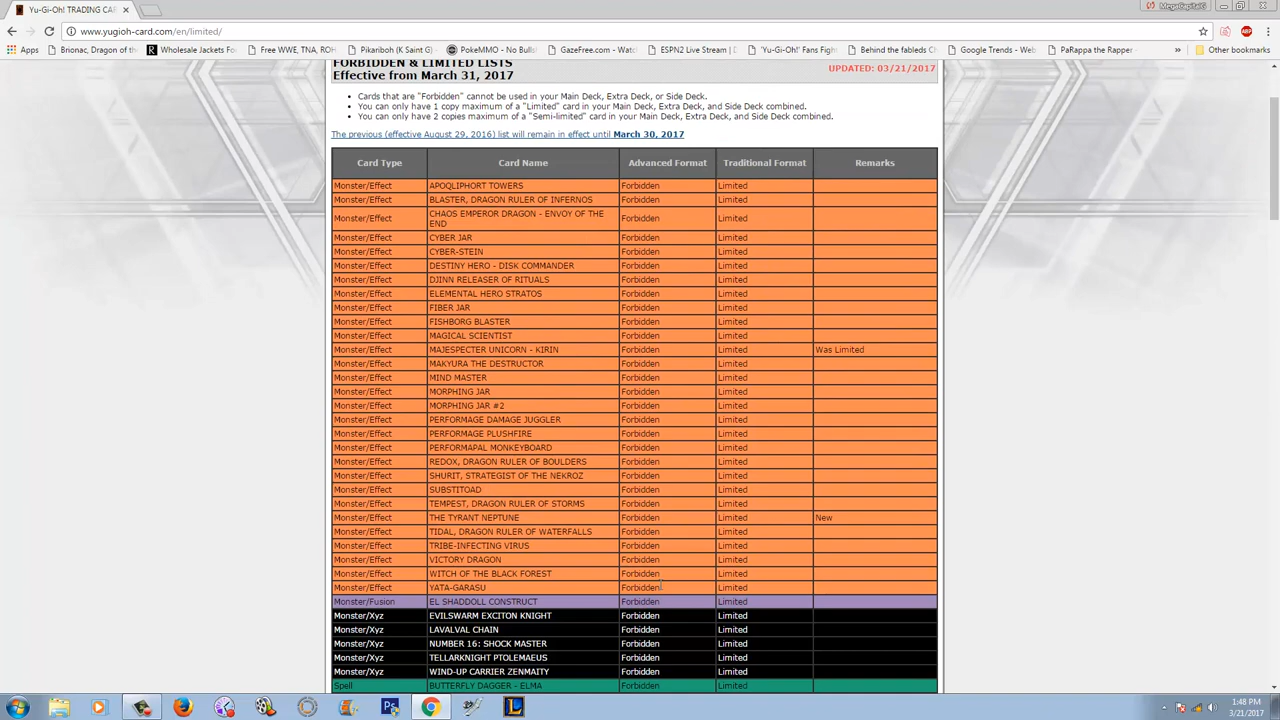 Yu-Gi-Oh! TRADING CAR
MegaCapitalG
www.yugioh-card.com/en/limited/
Apps
Brionac, Dragon of the
Wholesale Jackets for
Free WWE, TNA, ROH,
Pikariboh (K Saint G)
PokeMMO - No Bulls!
GazeFree.com - Watc
ESPN2 Live Stream | D
'Yu-Gi-Oh!' Fans Fight
Behind the fableds Ch
Google Trends - Web
PaRappa the Rapper -
Other bookmarks
FORBIDDEN & LIMITED LISTS
Effective from March 31, 2017
UPDATED: 03/21/2017
• Cards that are "Forbidden" cannot be used in your Main Deck, Extra Deck, or Side Deck.
• You can only have 1 copy maximum of a "Limited" card in your Main Deck, Extra Deck, and Side Deck combined.
• You can only have 2 copies maximum of a "Semi-limited" card in your Main Deck, Extra Deck, and Side Deck combined.
The previous (effective August 29, 2016) list will remain in effect until March 30, 2017
Card Type Card Name Advanced Format Traditional Format Remarks
Monster/Effect APOQLIPHORT TOWERS Forbidden Limited
Monster/Effect BLASTER, DRAGON RULER OF INFERNOS Forbidden Limited
Monster/Effect CHAOS EMPEROR DRAGON - ENVOY OF THE END Forbidden Limited
Monster/Effect CYBER JAR Forbidden Limited
Monster/Effect CYBER-STEIN Forbidden Limited
Monster/Effect DESTINY HERO - DISK COMMANDER Forbidden Limited
Monster/Effect DJINN RELEASER OF RITUALS Forbidden Limited
Monster/Effect ELEMENTAL HERO STRATOS Forbidden Limited
Monster/Effect FIBER JAR Forbidden Limited
Monster/Effect FISHBORG BLASTER Forbidden Limited
Monster/Effect MAGICAL SCIENTIST Forbidden Limited
Monster/Effect MAJESPECTER UNICORN - KIRIN Forbidden Limited Was Limited
Monster/Effect MAKYURA THE DESTRUCTOR Forbidden Limited
Monster/Effect MIND MASTER Forbidden Limited
Monster/Effect MORPHING JAR Forbidden Limited
Monster/Effect MORPHING JAR #2 Forbidden Limited
Monster/Effect PERFORMAGE DAMAGE JUGGLER Forbidden Limited
Monster/Effect PERFORMAGE PLUSHFIRE Forbidden Limited
Monster/Effect PERFORMAPAL MONKEYBOARD Forbidden Limited
Monster/Effect REDOX, DRAGON RULER OF BOULDERS Forbidden Limited
Monster/Effect SHURIT, STRATEGIST OF THE NEKROZ Forbidden Limited
Monster/Effect SUBSTITOAD Forbidden Limited
Monster/Effect TEMPEST, DRAGON RULER OF STORMS Forbidden Limited
Monster/Effect THE TYRANT NEPTUNE Forbidden Limited New
Monster/Effect TIDAL, DRAGON RULER OF WATERFALLS Forbidden Limited
Monster/Effect TRIBE-INFECTING VIRUS Forbidden Limited
Monster/Effect VICTORY DRAGON Forbidden Limited
Monster/Effect WITCH OF THE BLACK FOREST Forbidden Limited
Monster/Effect YATA-GARASU Forbidden Limited
Monster/Fusion EL SHADDOLL CONSTRUCT Forbidden Limited
Monster/Xyz EVILSWARM EXCITON KNIGHT Forbidden Limited
Monster/Xyz LAVALVAL CHAIN Forbidden Limited
Monster/Xyz NUMBER 16: SHOCK MASTER Forbidden Limited
Monster/Xyz TELLARKNIGHT PTOLEMAEUS Forbidden Limited
Monster/Xyz WIND-UP CARRIER ZENMAITY Forbidden Limited
Spell BUTTERFLY DAGGER - ELMA Forbidden Limited
1:48 PM
3/21/2017